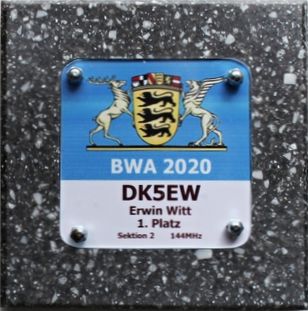 BWA 2020
DK5EW
Erwin Witt
1. Platz
Sektion 2 144MHz